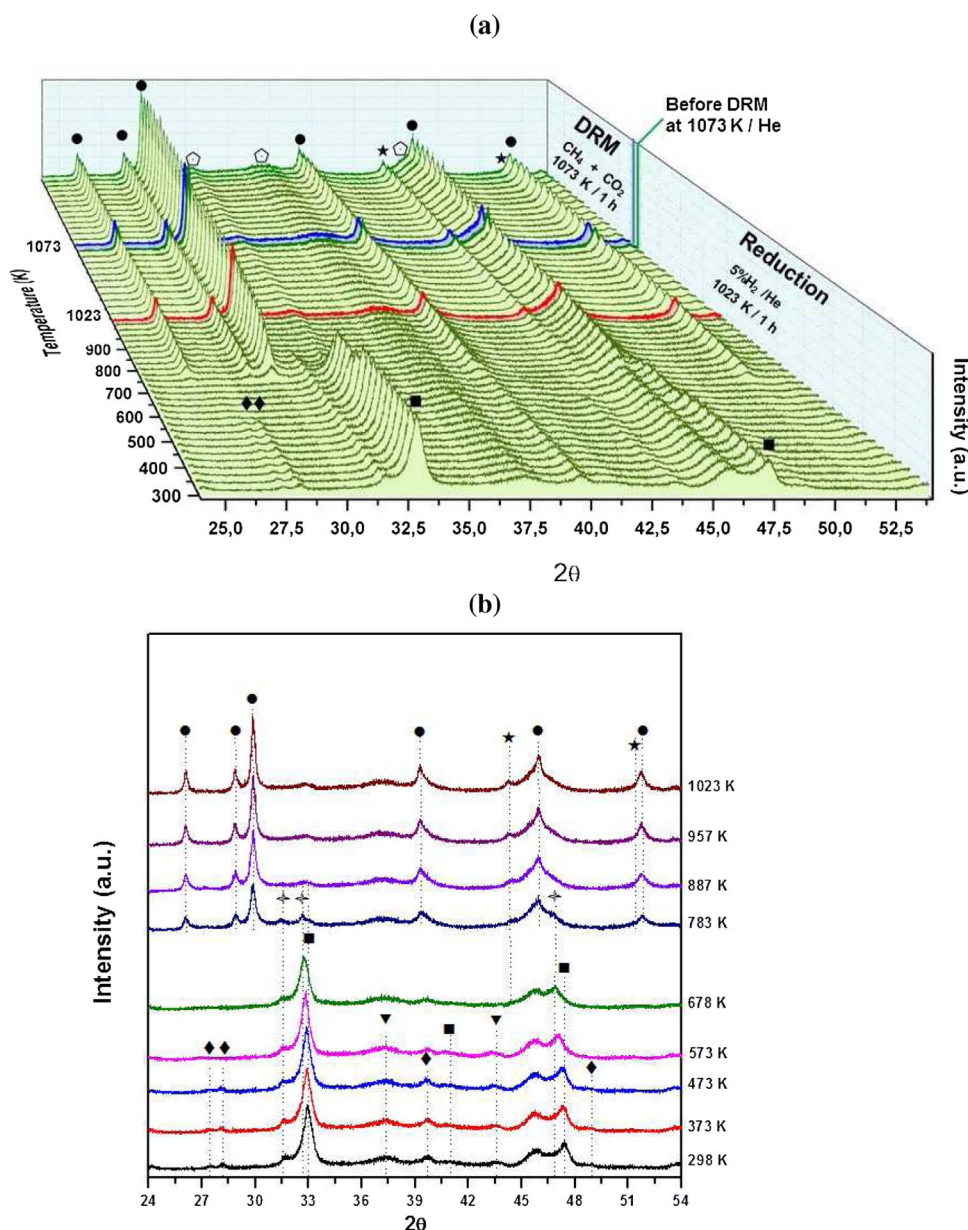 (a)
Before DRM
at 1073 K / He
DRM
CH₄ + CO₂
1073 K / 1 h
Reduction
5%H₂ /He
1023 K / 1 h
1073
1023
900
800
700
600
500
400
300
Temperature (K)
Intensity (a.u.)
25,0 27,5 30,0 32,5 35,0 37,5 40,0 42,5 45,0 47,5 50,0 52,5
2θ
(b)
1023 K
957 K
887 K
783 K
678 K
573 K
473 K
373 K
298 K
Intensity (a.u.)
24 27 30 33 36 39 42 45 48 51 54
2θ